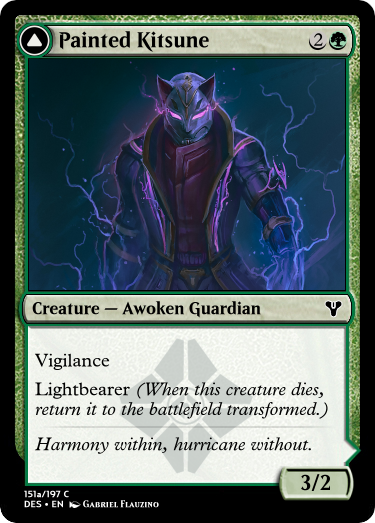 Painted Kitsune 2
Creature — Awoken Guardian
Vigilance
Lightbearer (When this creature dies,
return it to the battlefield transformed.)
Harmony within, hurricane without.
3/2
151a/197 C
DES • EN Gabriel Flauzino